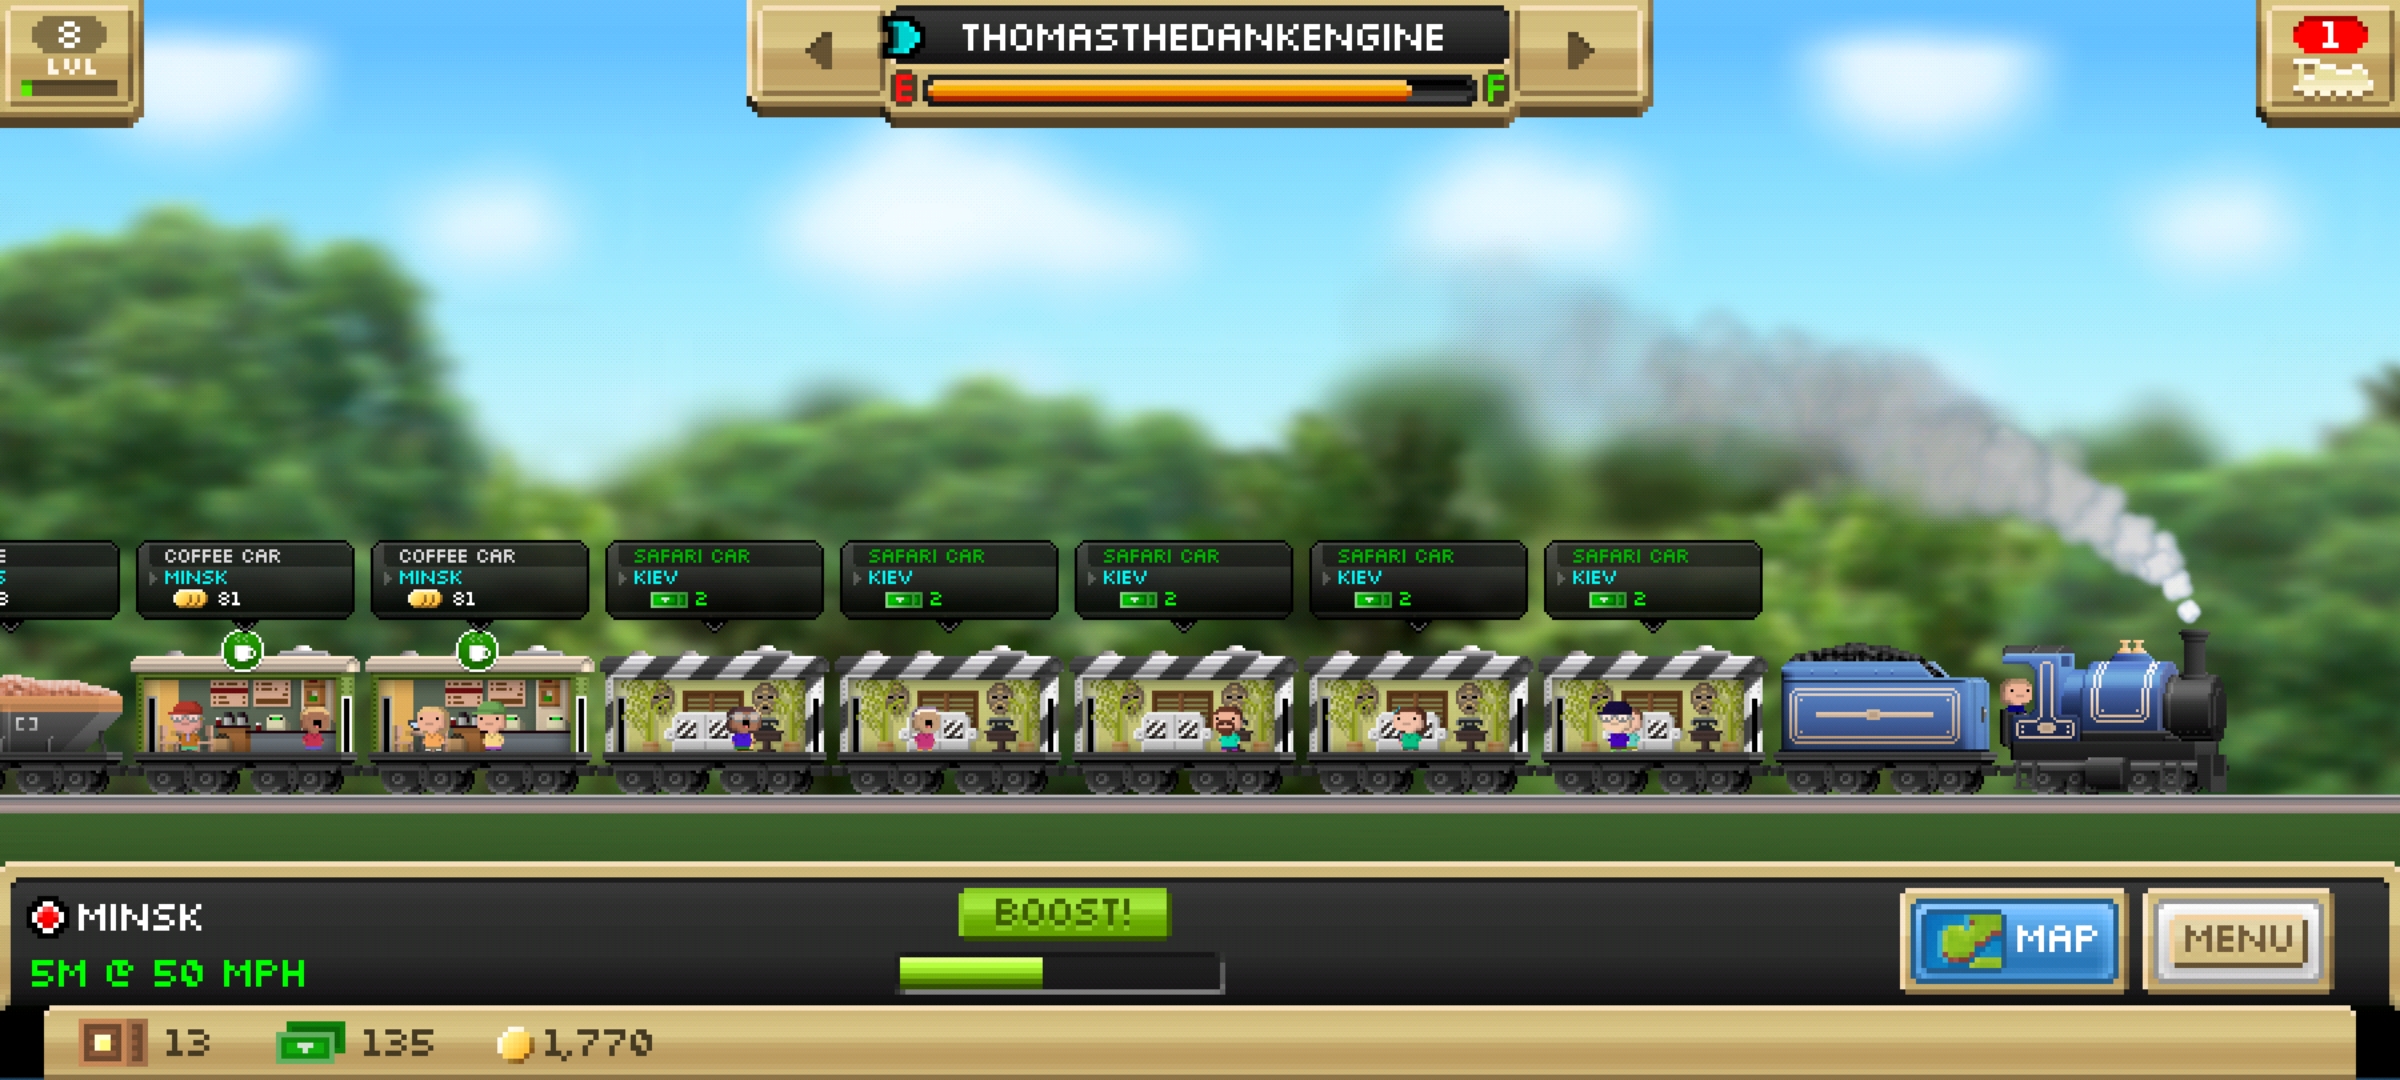 8
LVL
THOMASTHEDANKENGINE
E F
1
COFFEE CAR
MINSK
81
COFFEE CAR
MINSK
81
SAFARI CAR
KIEV
2
SAFARI CAR
KIEV
2
SAFARI CAR
KIEV
2
SAFARI CAR
KIEV
2
SAFARI CAR
KIEV
2
MINSK
5M @ 50 MPH
BOOST!
MAP
MENU
13
135
1,770